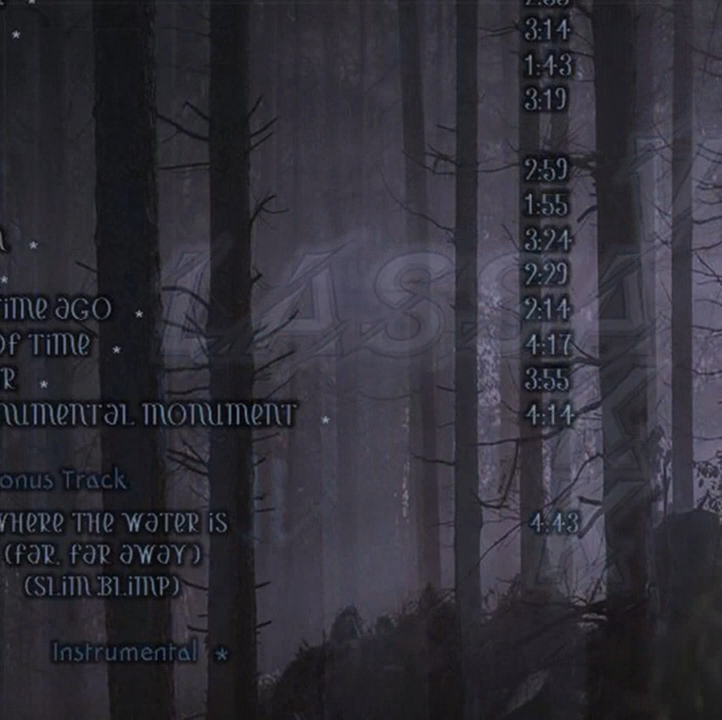 *
* 3:14
1:43
3:19
2:59
1:55
* 3:24
* 2:29
TIME AGO * 2:14
OF TIME * 4:17
R * 3:55
NUMENTAL MONUMENT * 4:14
onus Track
WHERE THE WATER IS 4:43
(FAR, FAR AWAY)
(SLIM BLIMP)
Instrumental *
LASSA